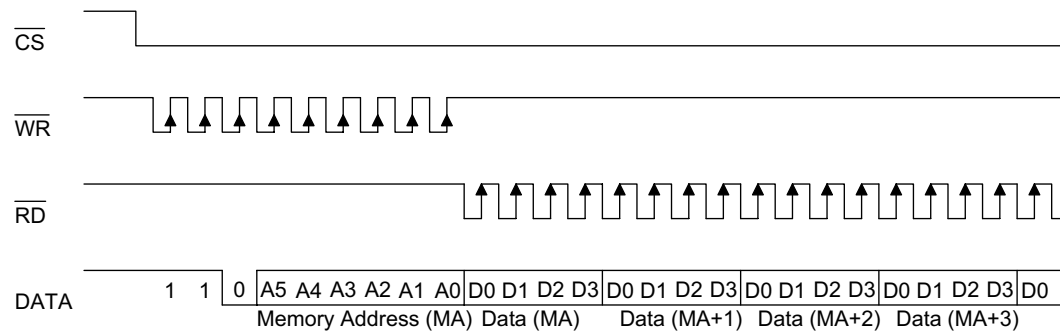 CS
WR
RD
DATA 1 1 0 A5 A4 A3 A2 A1 A0 D0 D1 D2 D3 D0 D1 D2 D3 D0 D1 D2 D3 D0 D1 D2 D3 D0
Memory Address (MA) Data (MA) Data (MA+1) Data (MA+2) Data (MA+3)